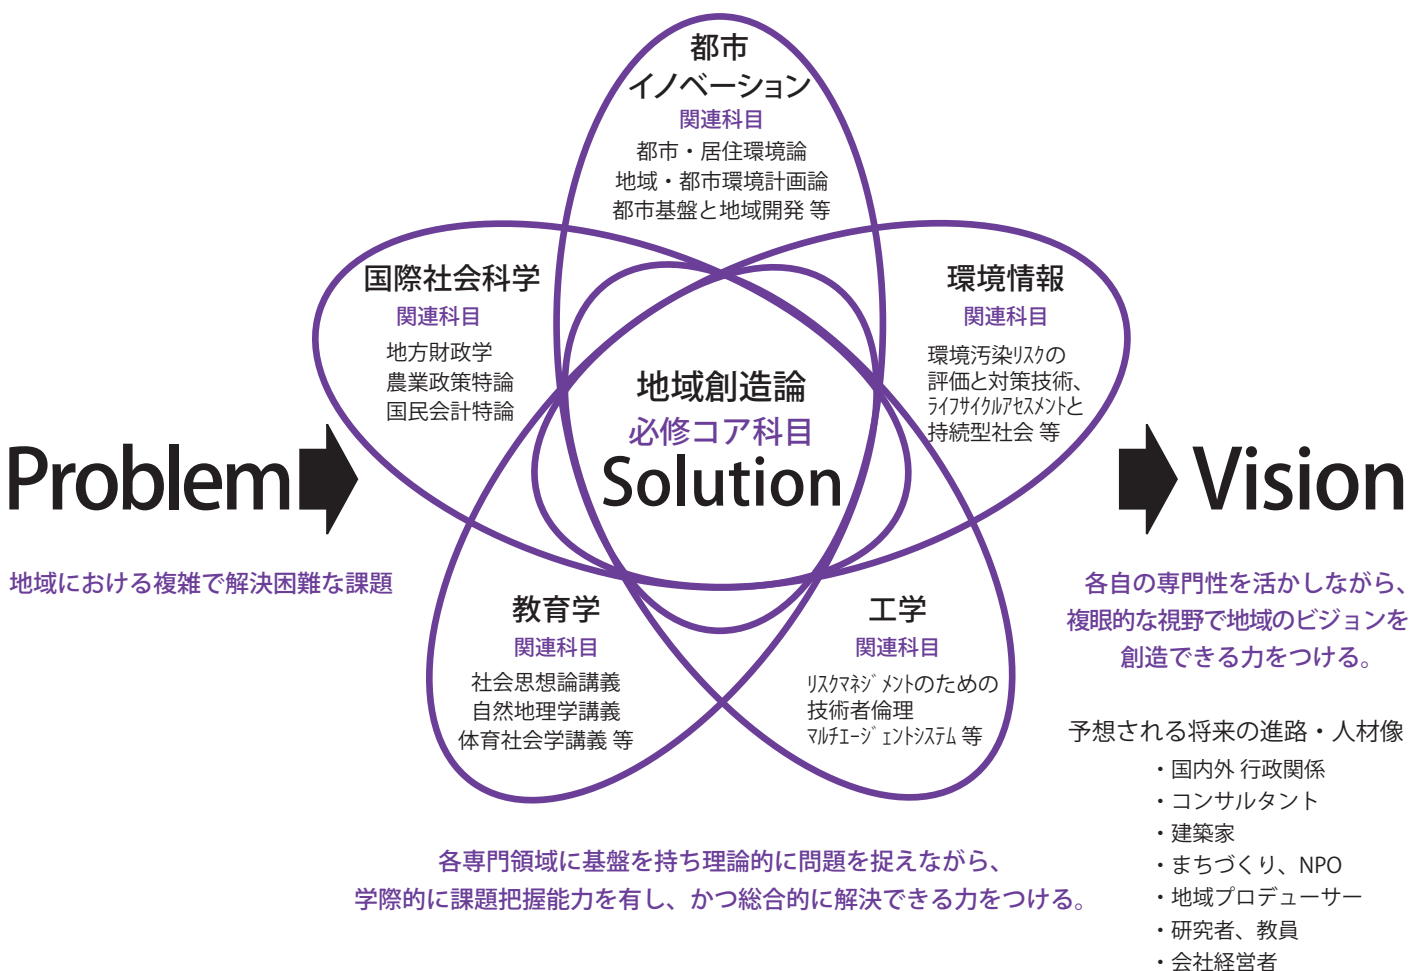 都市
イノベーション
関連科目
都市・居住環境論
地域・都市環境計画論
都市基盤と地域開発 等
国際社会科学
関連科目
地方財政学
農業政策特論
国民会計特論
環境情報
関連科目
環境汚染ﾘｽｸの
評価と対策技術、
ﾗｲﾌｻｲｸﾙｱｾｽﾒﾝﾄと
持続型社会 等
地域創造論
必修コア科目
Solution
Problem
地域における複雑で解決困難な課題
Vision
各自の専門性を活かしながら、
複眼的な視野で地域のビジョンを
創造できる力をつける。
教育学
関連科目
社会思想論講義
自然地理学講義
体育社会学講義 等
工学
関連科目
ﾘｽｸﾏﾈｼﾞﾒﾝﾄのための
技術者倫理
ﾏﾙﾁｴｰｼﾞｪﾝﾄｼｽﾃﾑ 等
予想される将来の進路・人材像
・国内外 行政関係
・コンサルタント
・建築家
・まちづくり、NPO
・地域プロデューサー
・研究者、教員
・会社経営者
各専門領域に基盤を持ち理論的に問題を捉えながら、
学際的に課題把握能力を有し、かつ総合的に解決できる力をつける。